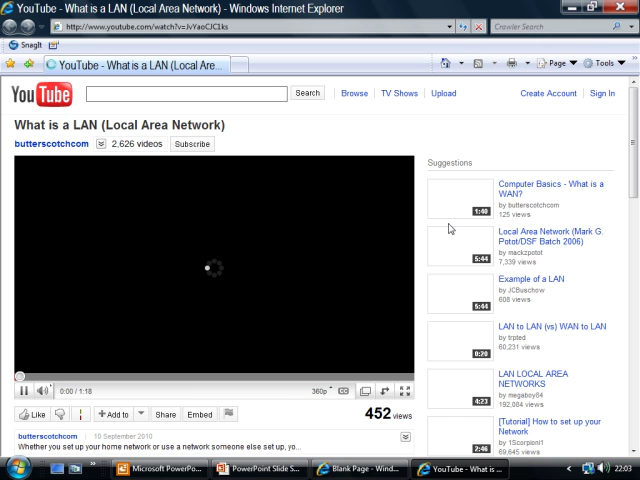 YouTube - What is a LAN (Local Area Network) - Windows Internet Explorer
http://www.youtube.com/watch?v=JvYaoCJC1ks
Crawler Search
SnagIt
YouTube - What is a LAN (Local Are...
Page
Tools
YouTube
Search
Browse
TV Shows
Upload
Create Account
Sign In
What is a LAN (Local Area Network)
butterscotchcom
2,626 videos
Subscribe
Suggestions
Computer Basics - What is a
WAN?
by butterscotchcom
125 views
1:40
Local Area Network (Mark G.
Potot/DSF Batch 2006)
by mackzpotot
7,339 views
5:44
Example of a LAN
by JCBuschow
608 views
5:44
LAN to LAN (vs) WAN to LAN
by trpted
60,231 views
0:20
LAN LOCAL AREA
NETWORKS
by megaboy84
192,084 views
4:23
[Tutorial] How to set up your
Network
by 1Scorpion1
69,645 views
2:46
0:00 / 1:18
360p
CC
Like
Add to
Share
Embed
452 views
butterscotchcom
10 September 2010
Whether you set up your home network or use a network someone else set up, yo...
Microsoft PowerPo...
PowerPoint Slide S...
Blank Page - Wind...
YouTube - What is ...
22:03